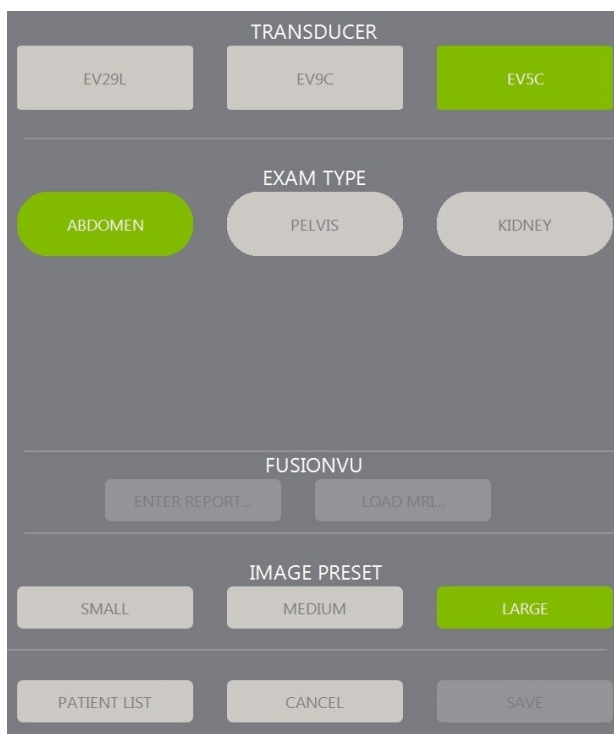 TRANSDUCER
EV29L EV9C EV5C
EXAM TYPE
ABDOMEN PELVIS KIDNEY
FUSIONVU
ENTER REPORT... LOAD MRI...
IMAGE PRESET
SMALL MEDIUM LARGE
PATIENT LIST CANCEL SAVE